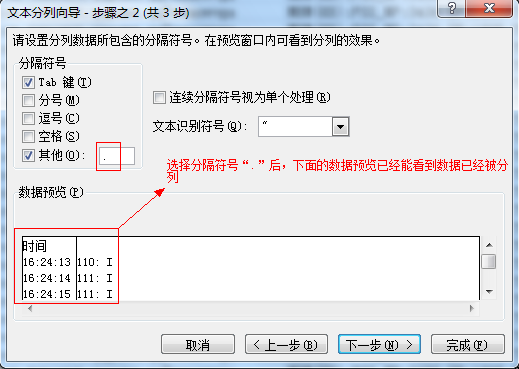 文本分列向导 - 步骤之 2 (共 3 步)
请设置分列数据所包含的分隔符号。在预览窗口内可看到分列的效果。
分隔符号
Tab 键(T)
分号(M)
逗号(C)
空格(S)
其他(O): .
连续分隔符号视为单个处理(R)
文本识别符号(Q): "
选择分隔符号“.”后，下面的数据预览已经能看到数据已经被分
列
数据预览(P)
时间
16:24:13 110: I
16:24:14 111: I
16:24:15 111: I
取消 < 上一步(B) 下一步(N) > 完成(F)